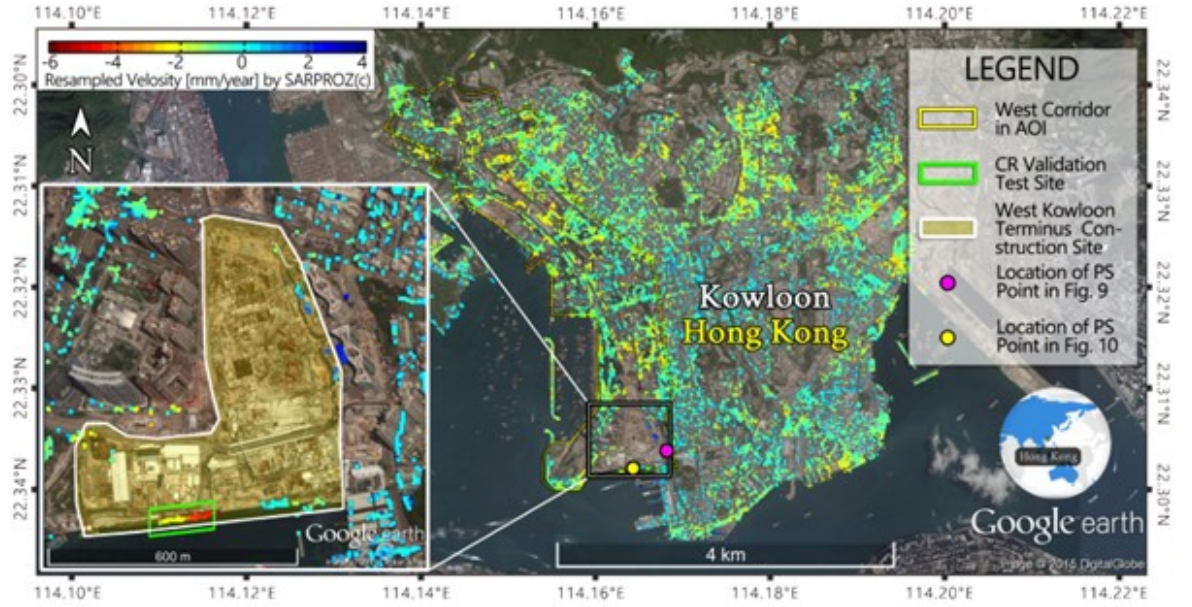 114.10°E 114.12°E 114.14°E 114.16°E 114.18°E 114.20°E 114.22°E
-6 -4 -2 0 2 4
Resampled Velosity [mm/year] by SARPROZ(c)
N
22.30°N
22.31°N
22.32°N
22.33°N
22.34°N
Google earth
600 m
Kowloon
Hong Kong
4 km
LEGEND
West Corridor
in AOI
CR Validation
Test Site
West Kowloon
Terminus Con-
struction Site
Location of PS
Point in Fig. 9
Location of PS
Point in Fig. 10
Hong Kong
Google earth
Image © 2015 DigitalGlobe
22.34°N
22.33°N
22.32°N
22.31°N
22.30°N
114.10°E 114.12°E 114.14°E 114.16°E 114.18°E 114.20°E 114.22°E